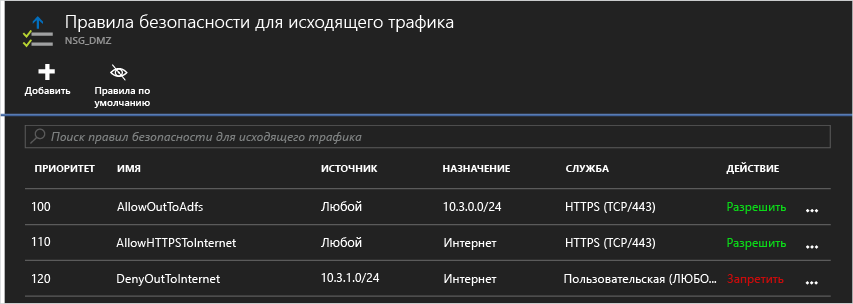 Правила безопасности для исходящего трафика
NSG_DMZ
Добавить
Правила по
умолчанию
Поиск правил безопасности для исходящего трафика
ПРИОРИТЕТ ИМЯ ИСТОЧНИК НАЗНАЧЕНИЕ СЛУЖБА ДЕЙСТВИЕ
100 AllowOutToAdfs Любой 10.3.0.0/24 HTTPS (TCP/443) Разрешить ...
110 AllowHTTPSToInternet Любой Интернет HTTPS (TCP/443) Разрешить ...
120 DenyOutToInternet 10.3.1.0/24 Интернет Пользовательская (ЛЮБО... Запретить ...